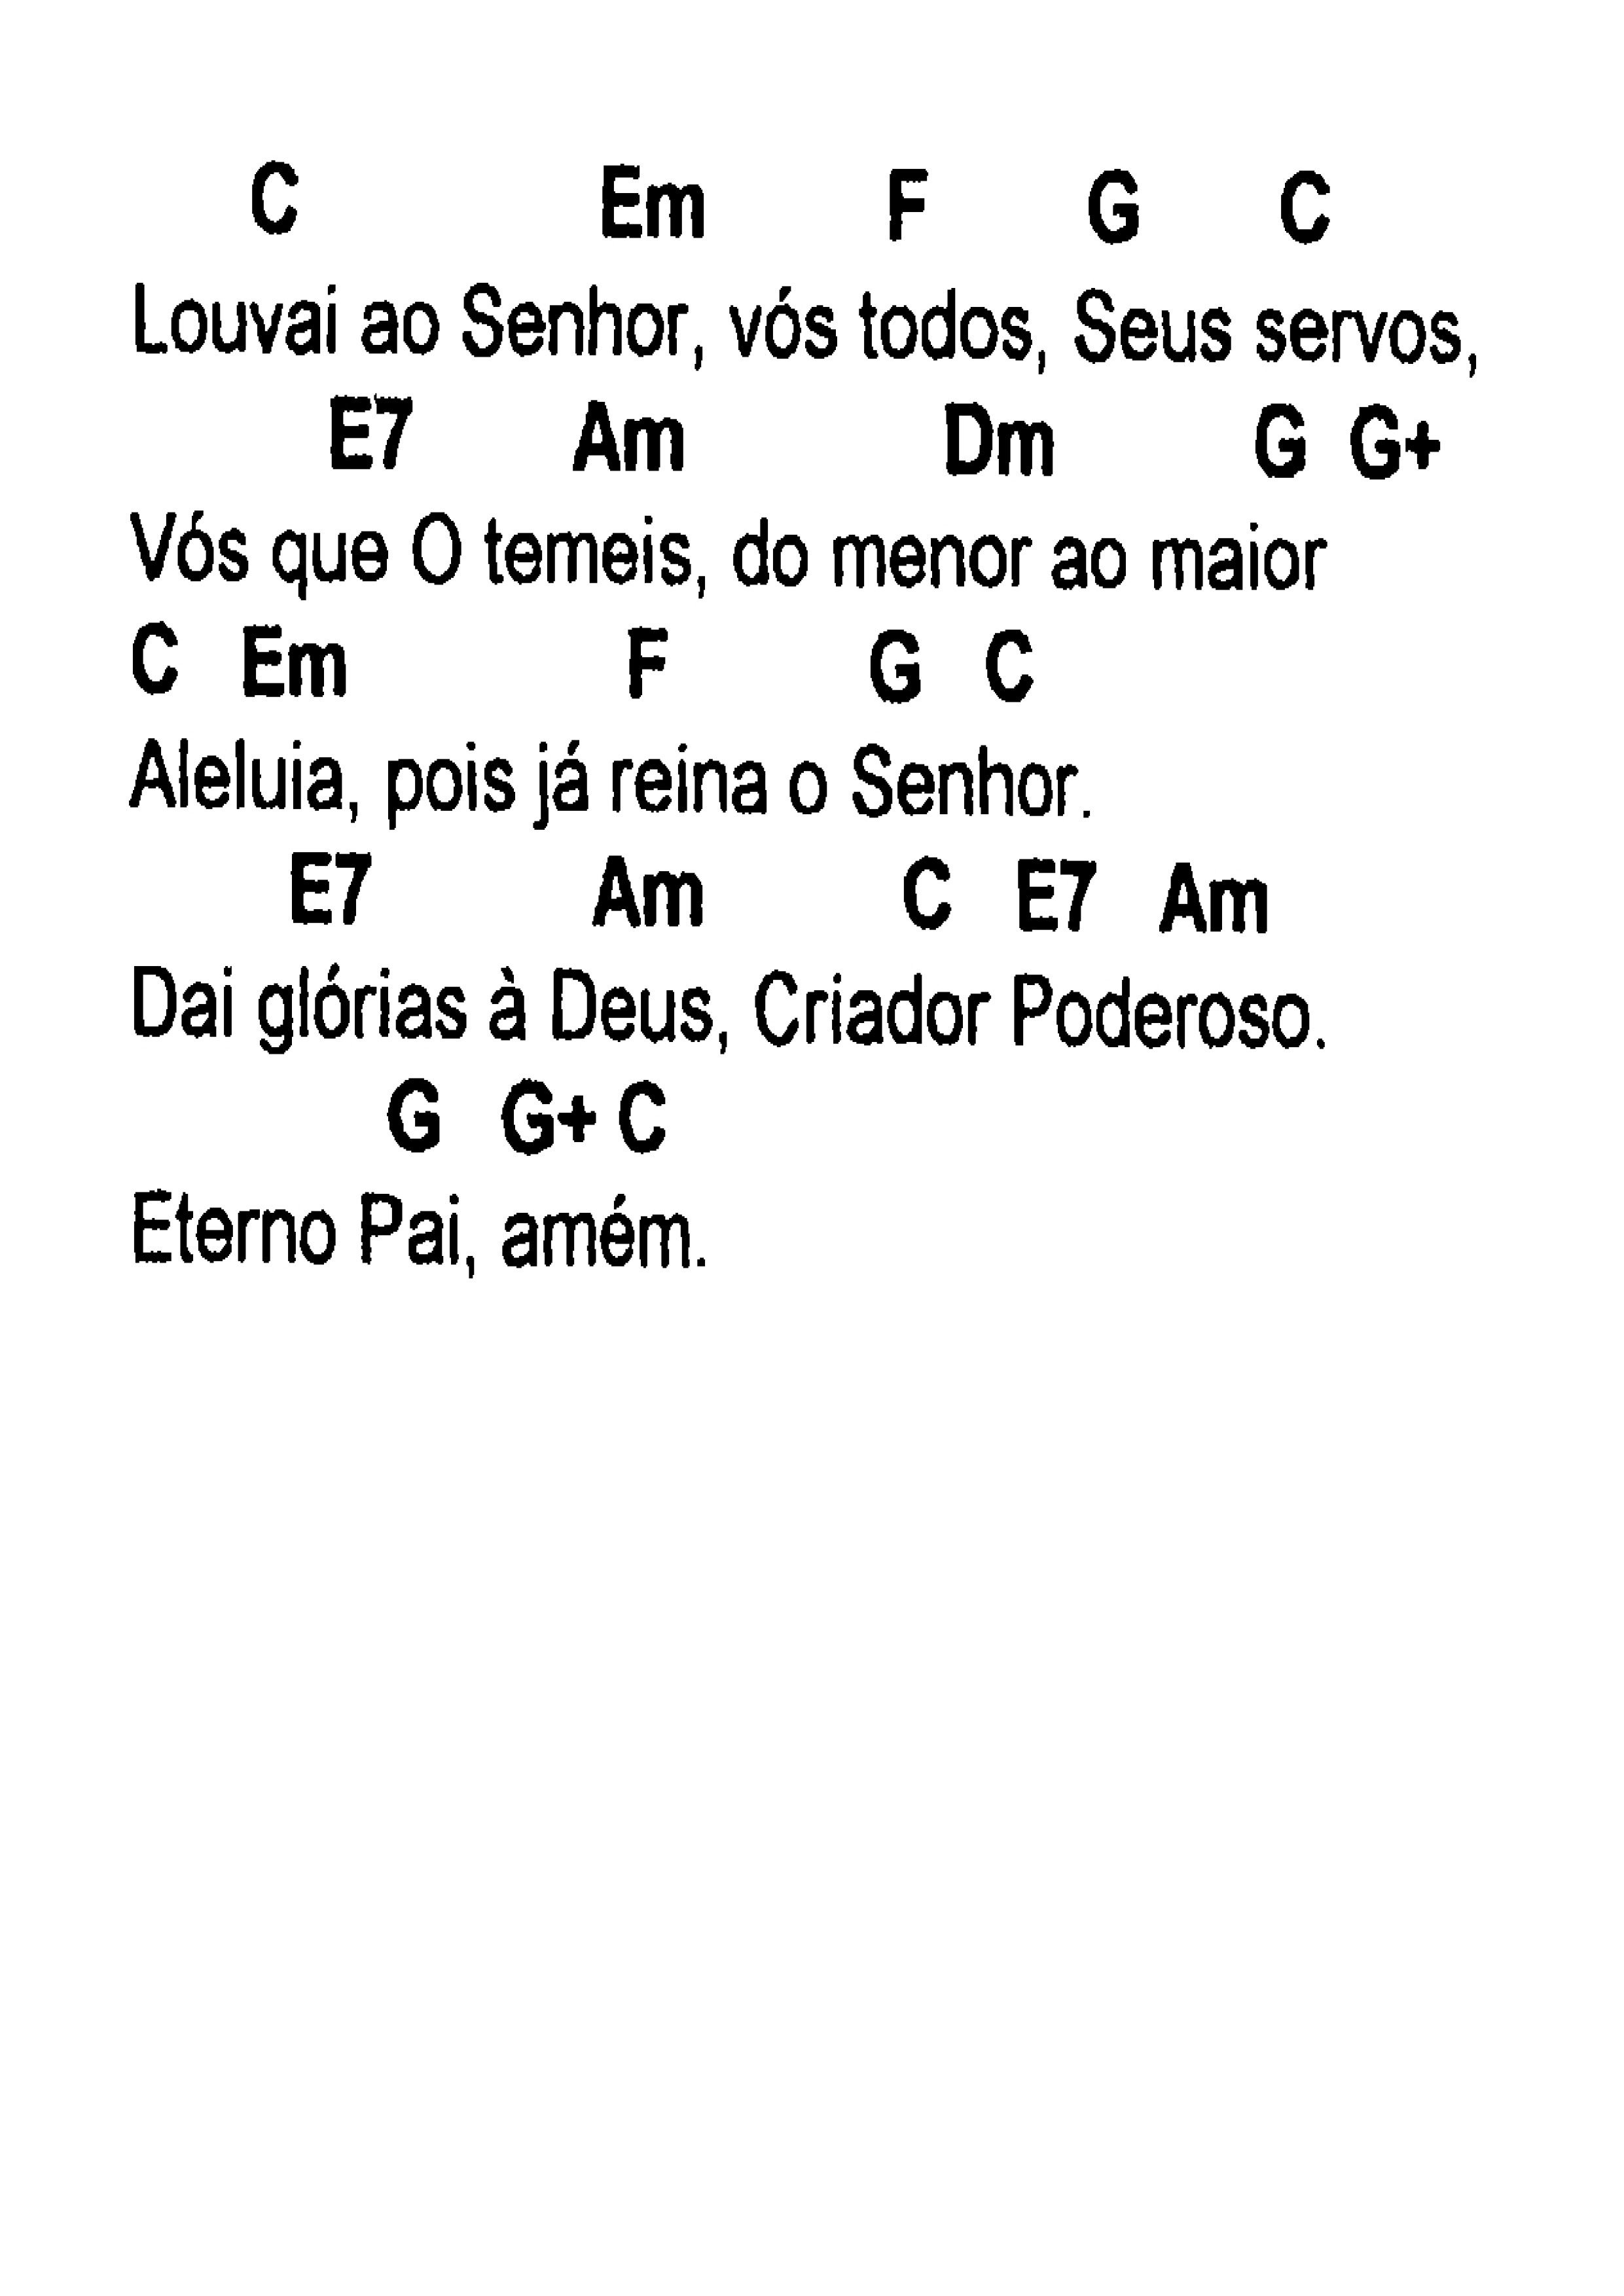 C Em F G C
Louvai ao Senhor, vós todos, Seus servos,
E7 Am Dm G G+
Vós que O temeis, do menor ao maior
C Em F G C
Aleluia, pois já reina o Senhor.
E7 Am C E7 Am
Dai glórias à Deus, Criador Poderoso.
G G+ C
Eterno Pai, amém.